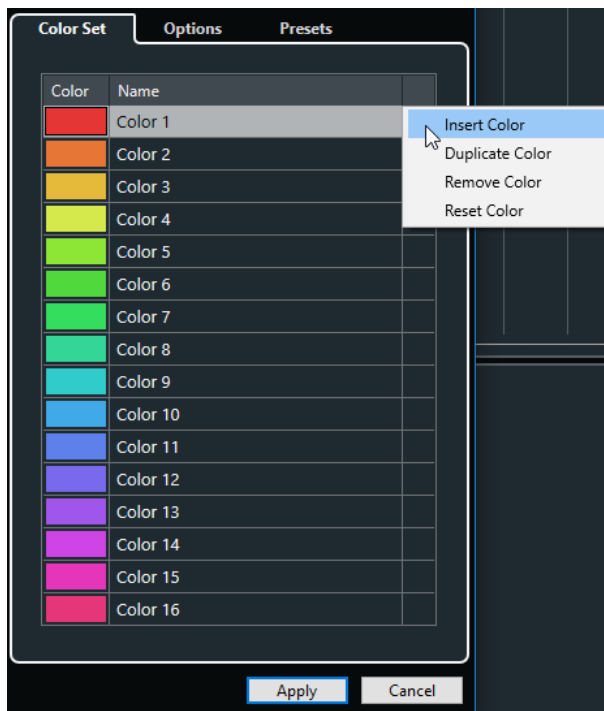 Color Set Options Presets
Color Name
Color 1
Insert Color
Color 2
Duplicate Color
Color 3
Remove Color
Color 4
Reset Color
Color 5
Color 6
Color 7
Color 8
Color 9
Color 10
Color 11
Color 12
Color 13
Color 14
Color 15
Color 16
Apply Cancel